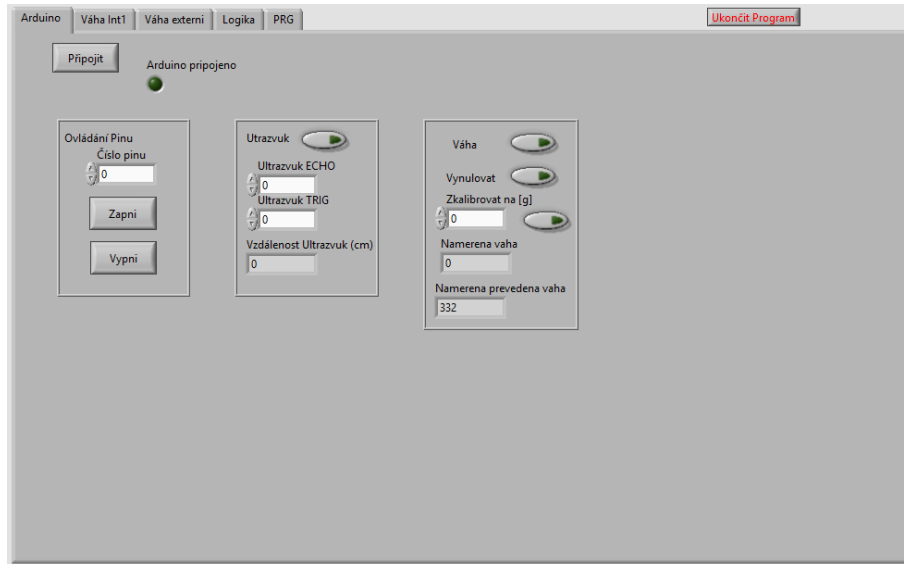 Arduino
Váha Int1
Váha externi
Logika
PRG
Ukončit Program
Připojit
Arduino pripojeno
Ovládání Pinu
Číslo pinu
0
Zapni
Vypni
Utrazvuk
Ultrazvuk ECHO
0
Ultrazvuk TRIG
0
Vzdálenost Ultrazvuk (cm)
0
Váha
Vynulovat
Zkalibrovat na [g]
0
Namerena vaha
0
Namerena prevedena vaha
332